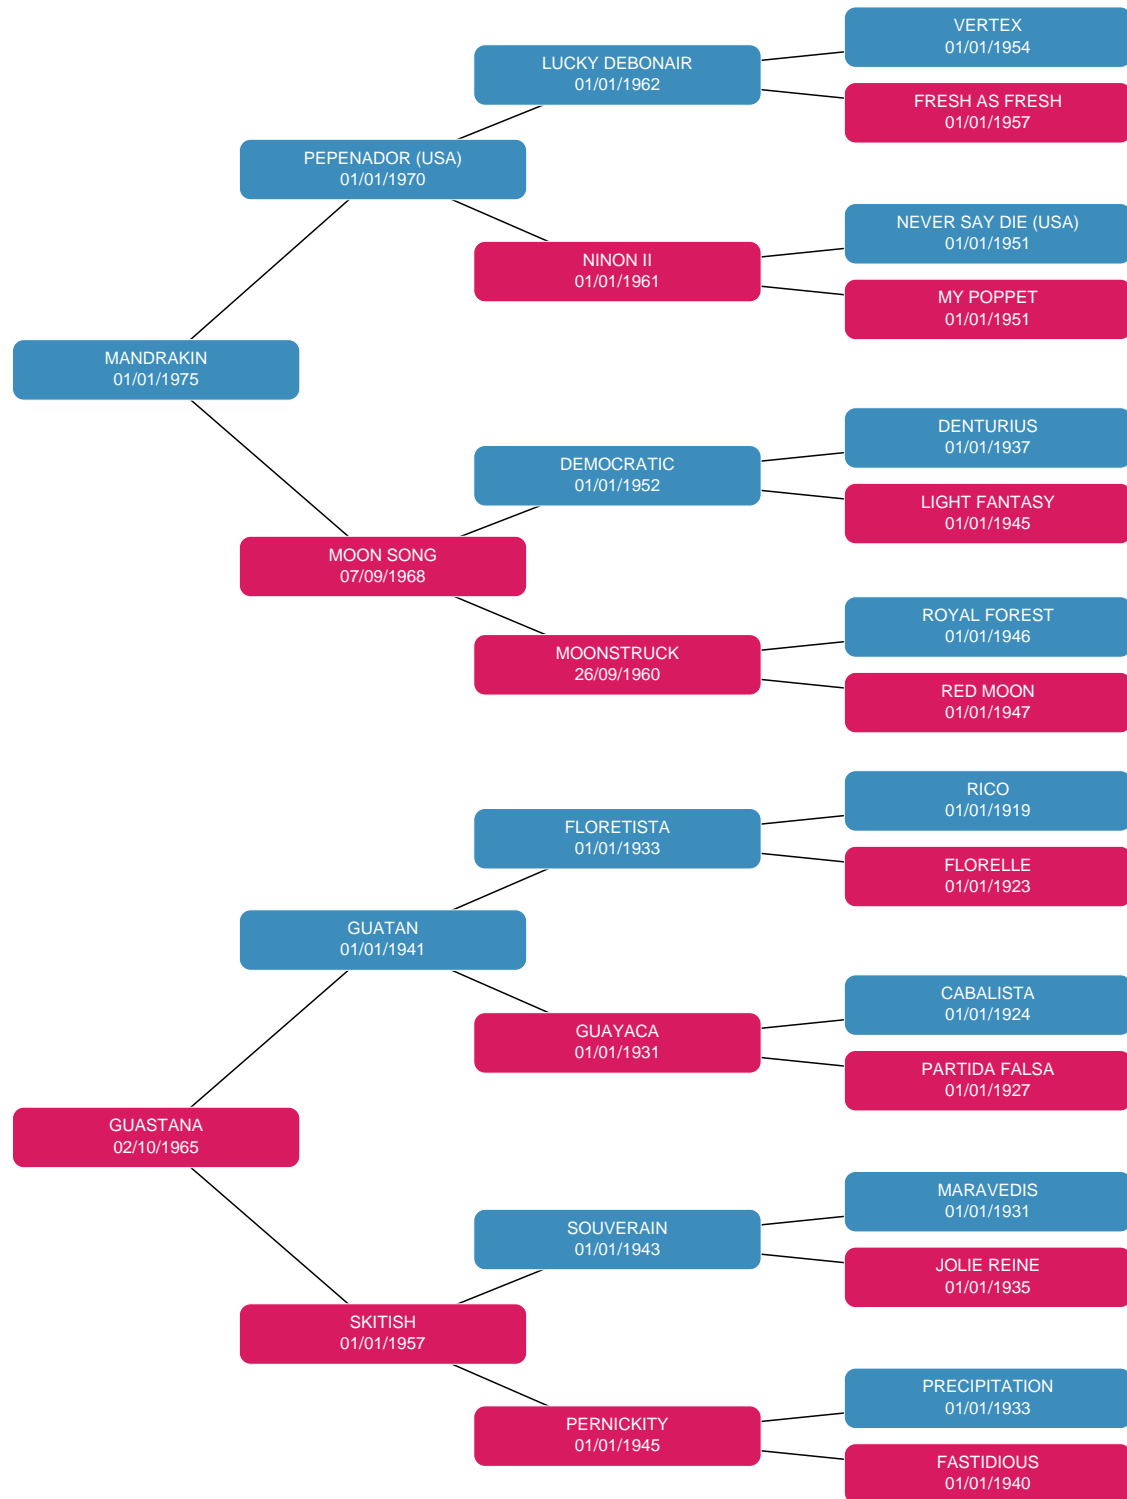 VERTEX
01/01/1954
LUCKY DEBONAIR
01/01/1962
FRESH AS FRESH
01/01/1957
PEPENADOR (USA)
01/01/1970
NEVER SAY DIE (USA)
01/01/1951
NINON II
01/01/1961
MY POPPET
01/01/1951
MANDRAKIN
01/01/1975
DENTURIUS
01/01/1937
DEMOCRATIC
01/01/1952
LIGHT FANTASY
01/01/1945
MOON SONG
07/09/1968
ROYAL FOREST
01/01/1946
MOONSTRUCK
26/09/1960
RED MOON
01/01/1947
RICO
01/01/1919
FLORETISTA
01/01/1933
FLORELLE
01/01/1923
GUATAN
01/01/1941
CABALISTA
01/01/1924
GUAYACA
01/01/1931
PARTIDA FALSA
01/01/1927
GUASTANA
02/10/1965
MARAVEDIS
01/01/1931
SOUVERAIN
01/01/1943
JOLIE REINE
01/01/1935
SKITISH
01/01/1957
PRECIPITATION
01/01/1933
PERNICKITY
01/01/1945
FASTIDIOUS
01/01/1940